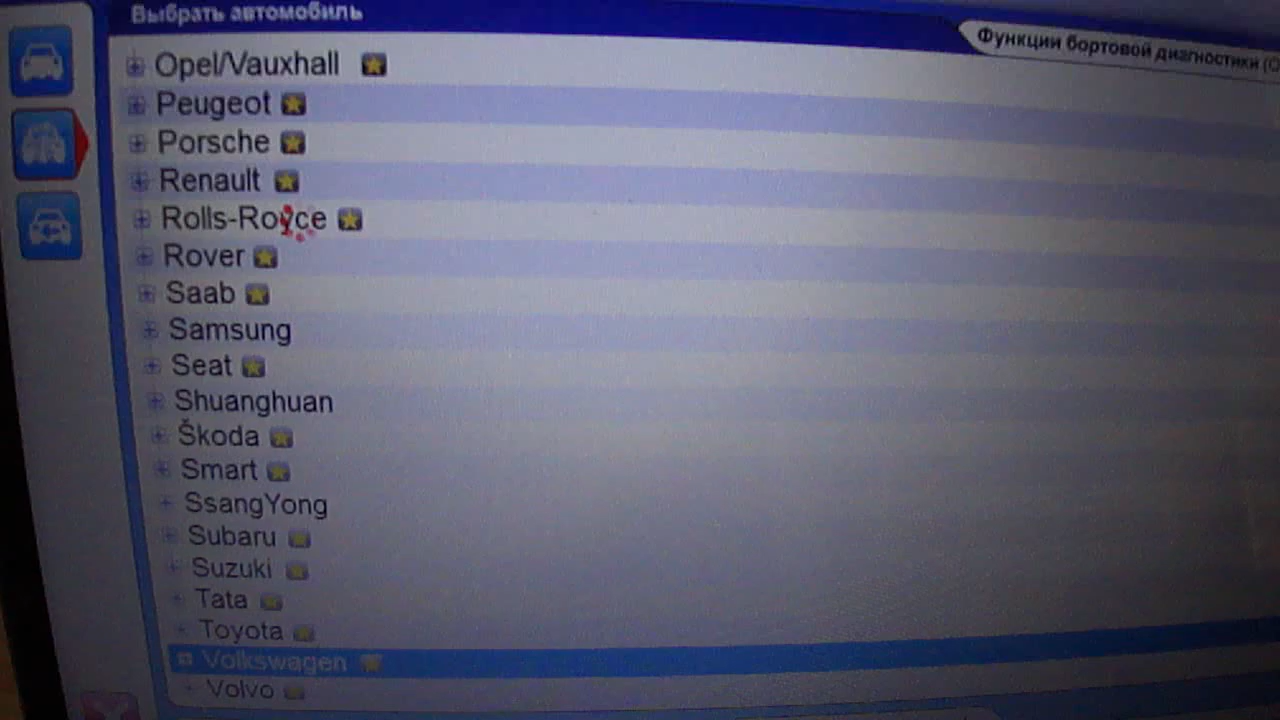 Выбрать автомобиль
Функции бортовой диагностики (O
Opel/Vauxhall
Peugeot
Porsche
Renault
Rolls-Royce
Rover
Saab
Samsung
Seat
Shuanghuan
Škoda
Smart
SsangYong
Subaru
Suzuki
Tata
Toyota
Volkswagen
Volvo